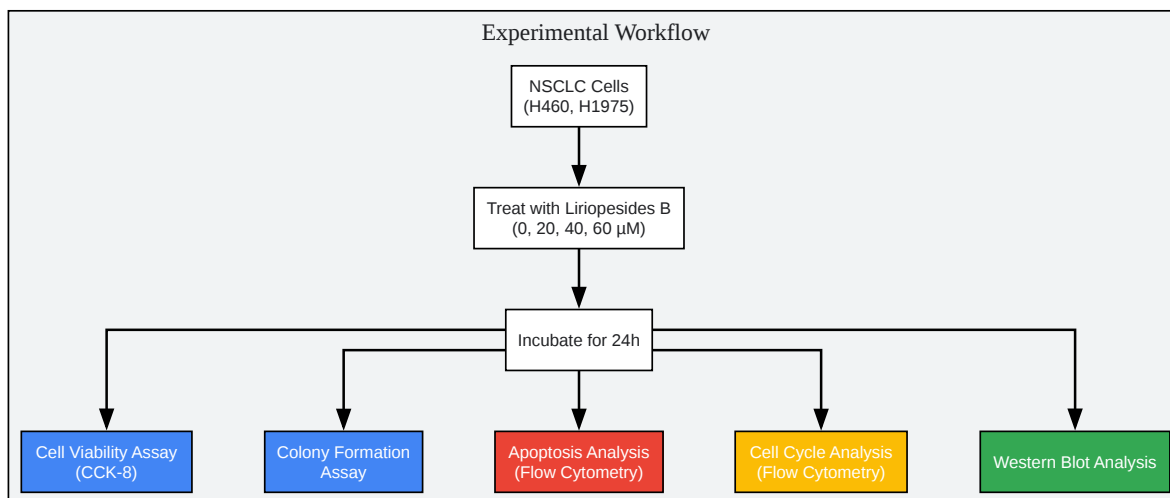 Experimental Workflow
NSCLC Cells
(H460, H1975)
Treat with Liriopesides B
(0, 20, 40, 60 µM)
Incubate for 24h
Cell Viability Assay
(CCK-8)
Colony Formation
Assay
Apoptosis Analysis
(Flow Cytometry)
Cell Cycle Analysis
(Flow Cytometry)
Western Blot Analysis